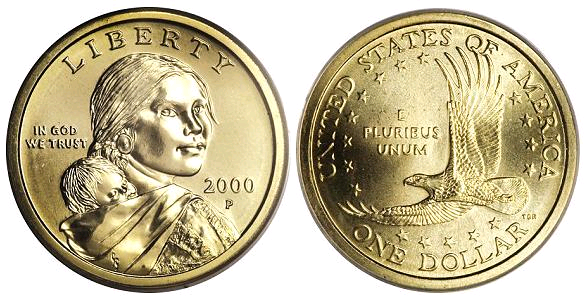 LIBERTY
IN GOD
WE TRUST
2000
P
UNITED STATES OF AMERICA
E
PLURIBUS
UNUM
ONE DOLLAR